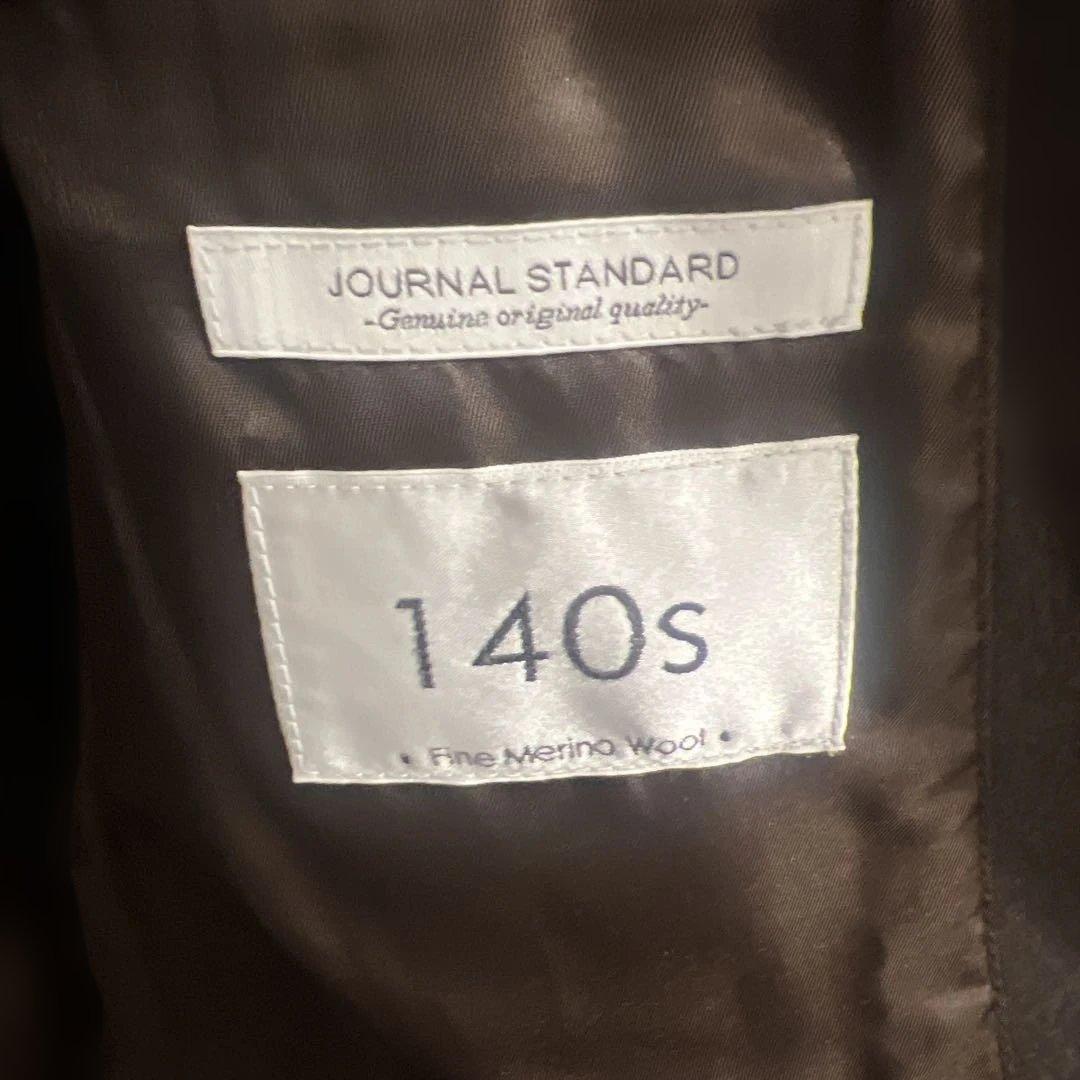 JOURNAL STANDARD
-Genuine original quality-
140s
• Fine Merino Wool •